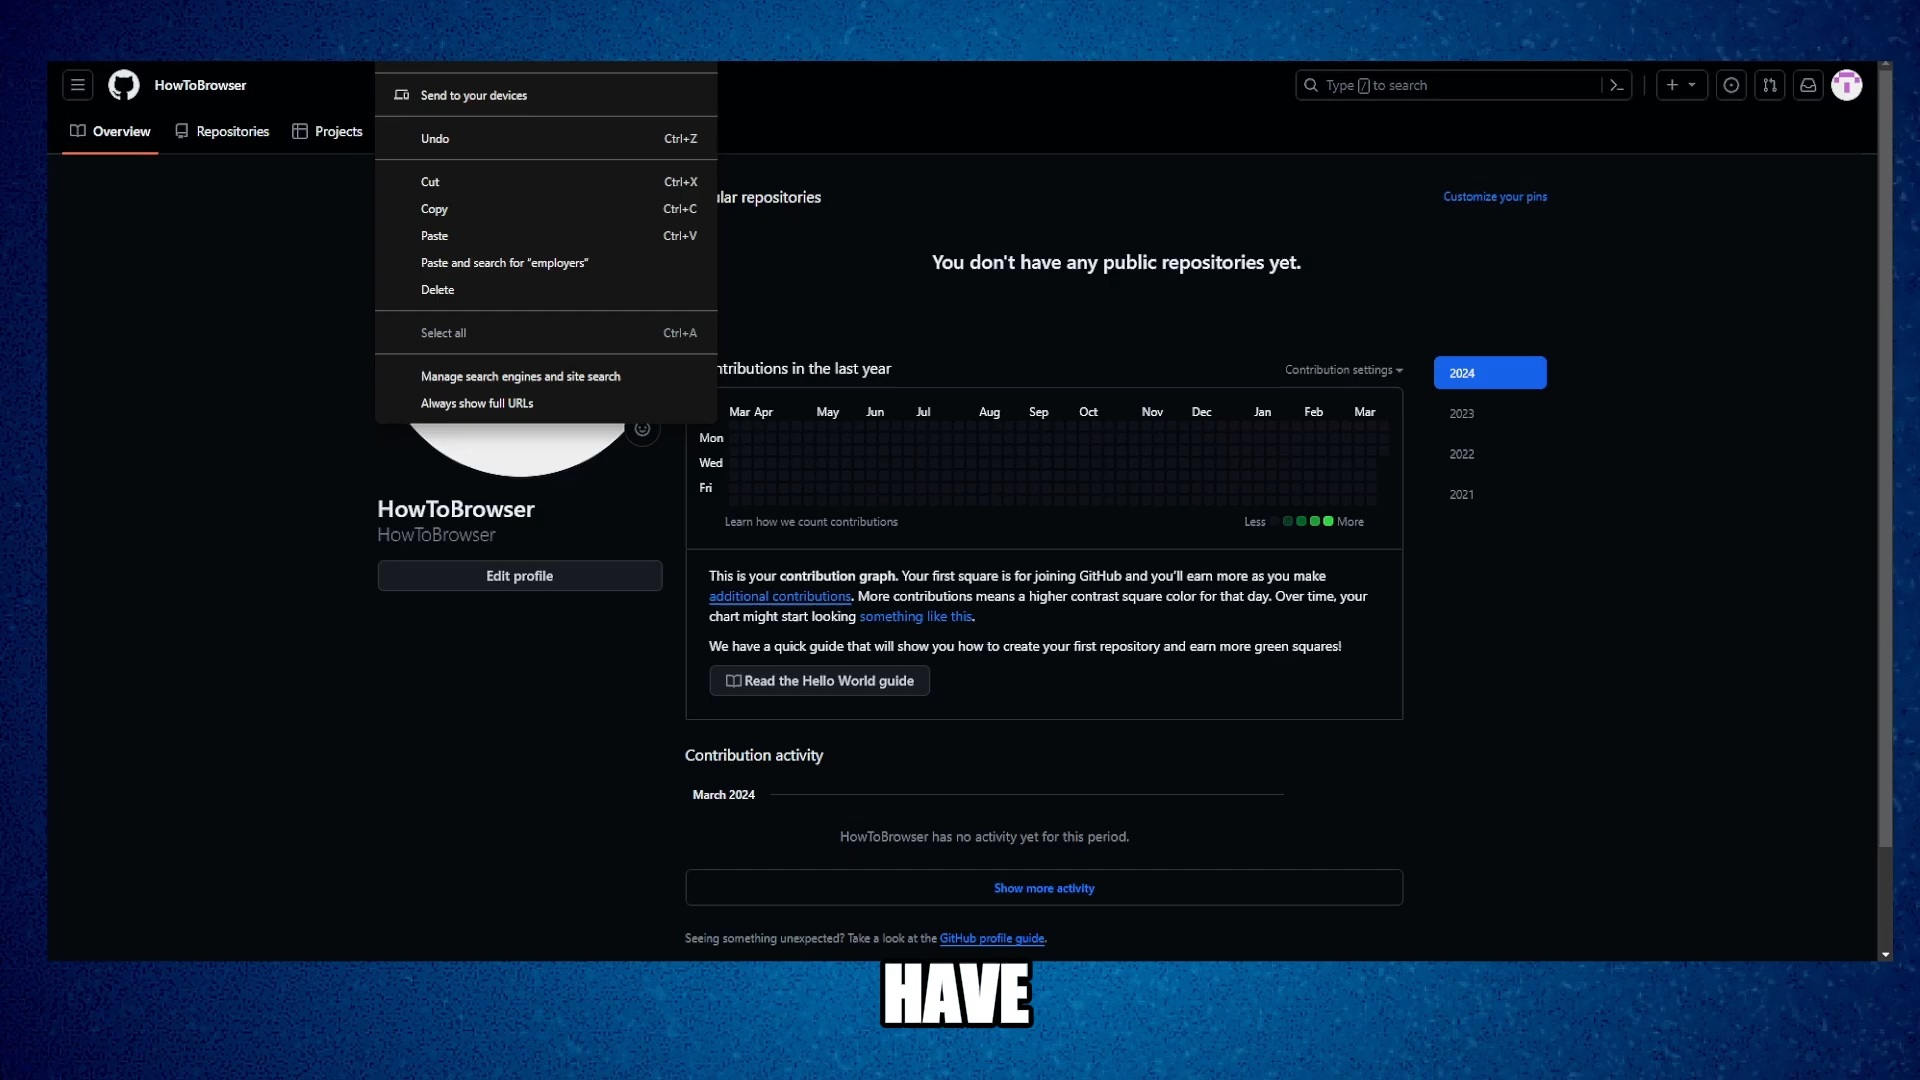 HowToBrowser
Type / to search
Overview
Repositories
Projects
Send to your devices
Undo Ctrl+Z
Cut Ctrl+X
Copy Ctrl+C
Paste Ctrl+V
Paste and search for “employers”
Delete
Select all Ctrl+A
Manage search engines and site search
Always show full URLs
HowToBrowser
HowToBrowser
Edit profile
ular repositories
Customize your pins
You don't have any public repositories yet.
ntributions in the last year
Contribution settings
2024
2023
2022
2021
Mar Apr May Jun Jul Aug Sep Oct Nov Dec Jan Feb Mar
Mon
Wed
Fri
Learn how we count contributions
Less More
This is your contribution graph. Your first square is for joining GitHub and you'll earn more as you make
additional contributions. More contributions means a higher contrast square color for that day. Over time, your
chart might start looking something like this.
We have a quick guide that will show you how to create your first repository and earn more green squares!
Read the Hello World guide
Contribution activity
March 2024
HowToBrowser has no activity yet for this period.
Show more activity
Seeing something unexpected? Take a look at the GitHub profile guide.
HAVE